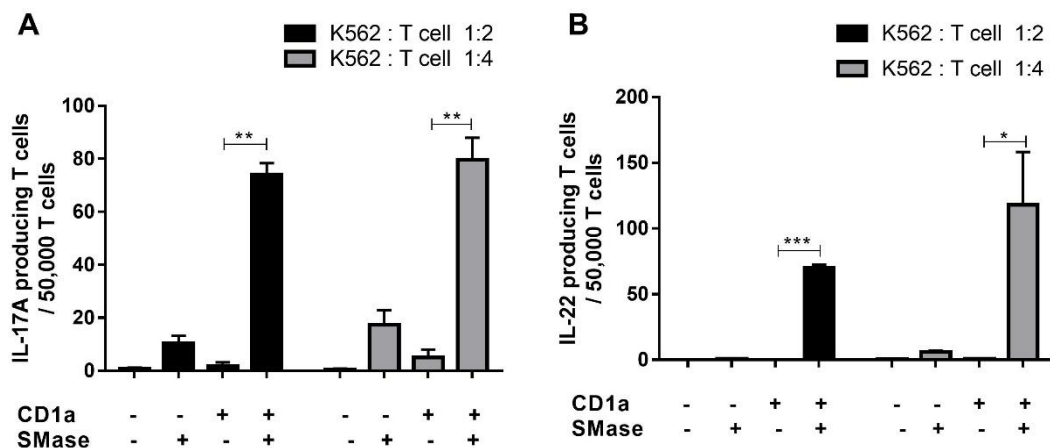 A
K562 : T cell 1:2
K562 : T cell 1:4
IL-17A producing T cells
/ 50,000 T cells
100
80
60
40
20
0
** **
CD1a - - + + - - + +
SMase - + - + - + - +
B
K562 : T cell 1:2
K562 : T cell 1:4
IL-22 producing T cells
/ 50,000 T cells
200
150
100
50
0
*** *
CD1a - - + + - - + +
SMase - + - + - + - +